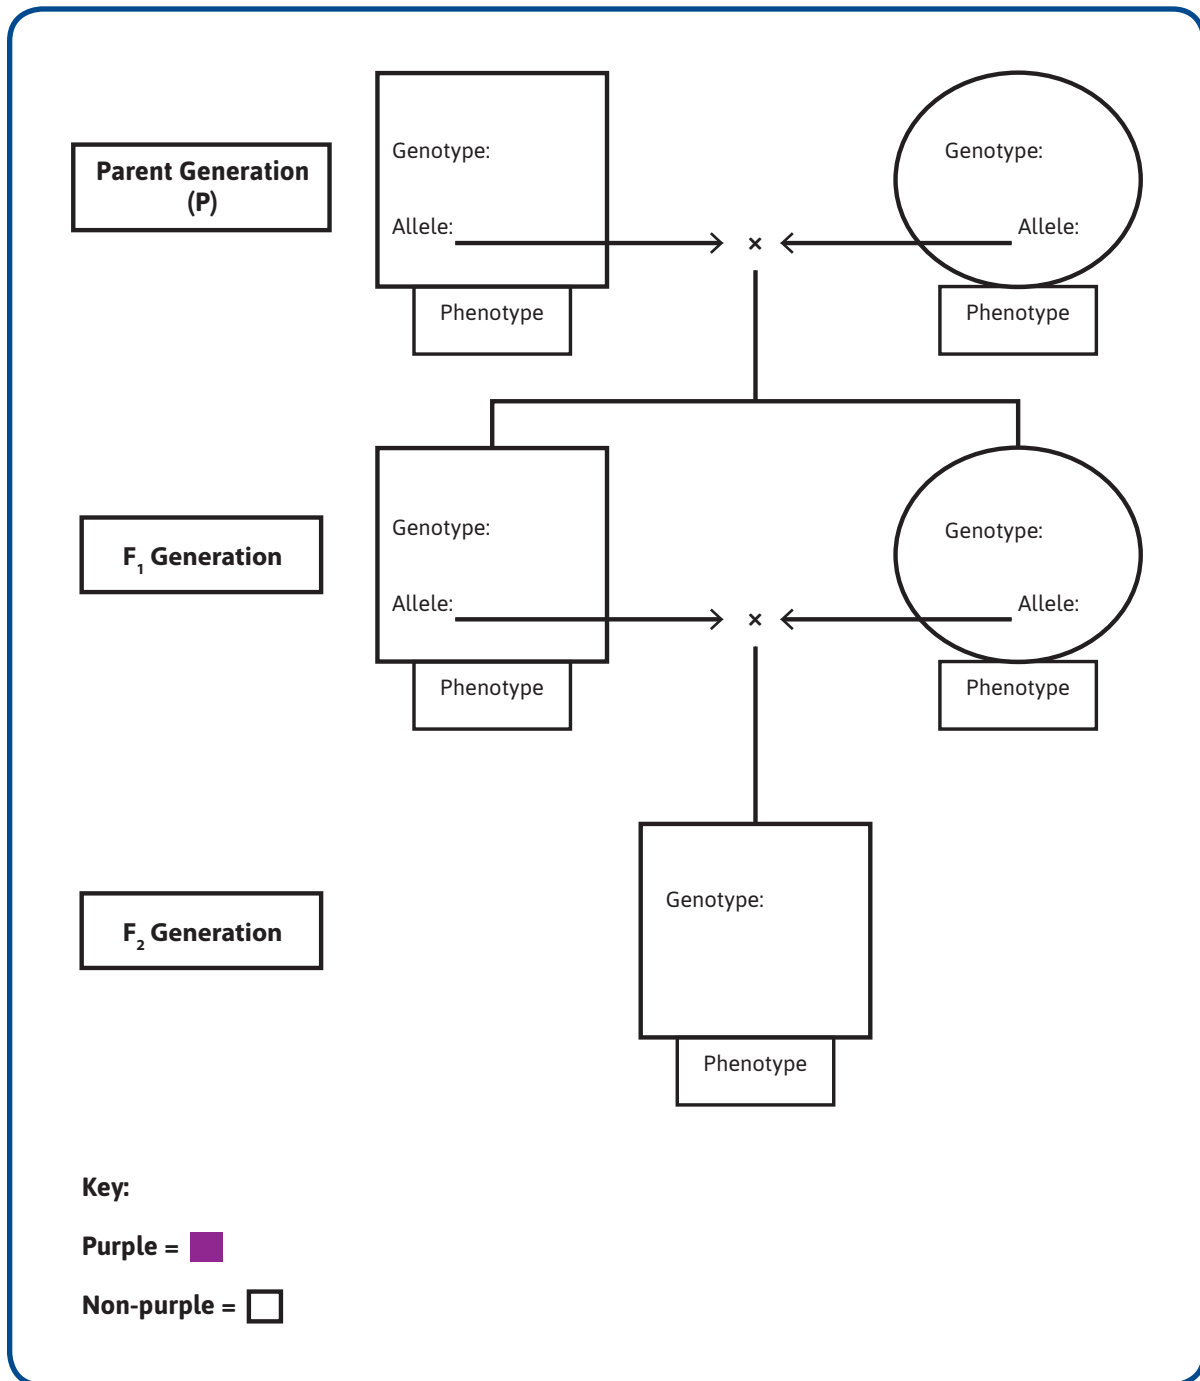 Genotype:
Genotype:
Parent Generation
(P)
Allele:
×
Allele:
Phenotype
Phenotype
Genotype:
Genotype:
F₁ Generation
Allele:
×
Allele:
Phenotype
Phenotype
Genotype:
F₂ Generation
Phenotype
Key:
Purple =
Non-purple =